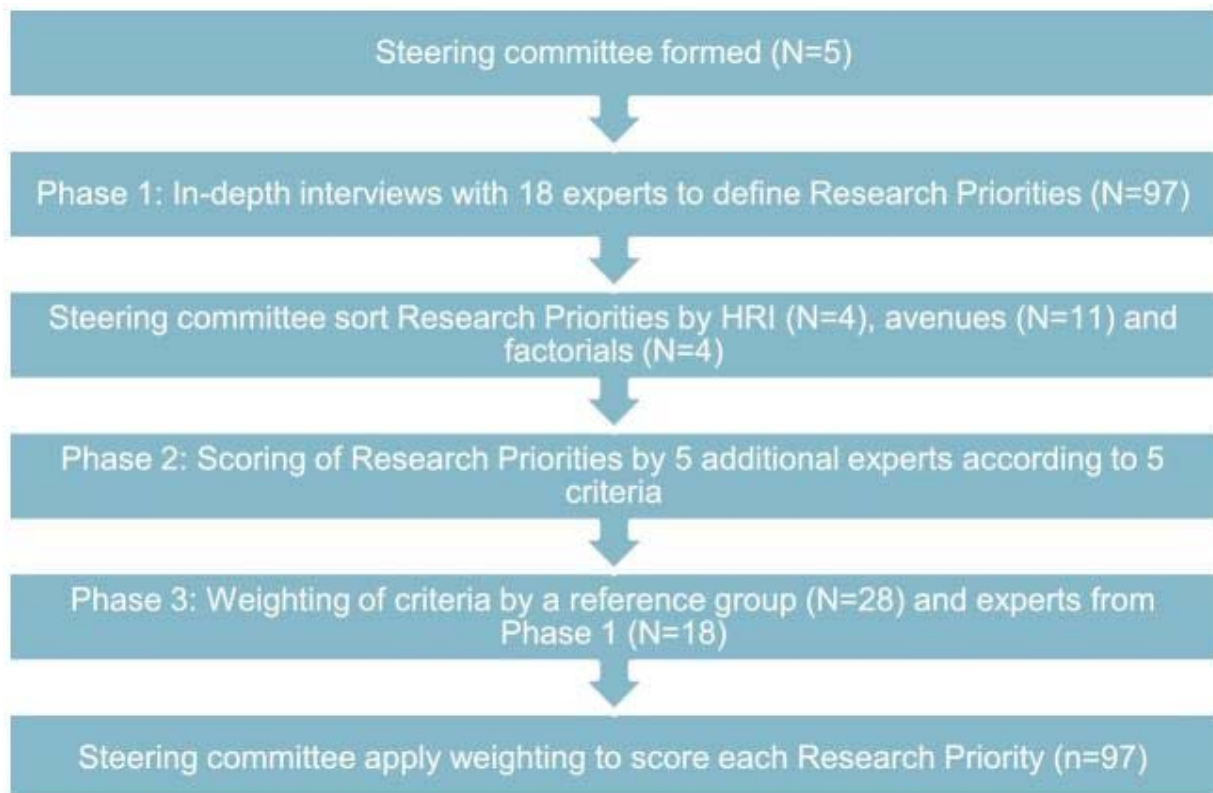 Steering committee formed (N=5)
Phase 1: In-depth interviews with 18 experts to define Research Priorities (N=97)
Steering committee sort Research Priorities by HRI (N=4), avenues (N=11) and
factorials (N=4)
Phase 2: Scoring of Research Priorities by 5 additional experts according to 5
criteria
Phase 3: Weighting of criteria by a reference group (N=28) and experts from
Phase 1 (N=18)
Steering committee apply weighting to score each Research Priority (n=97)